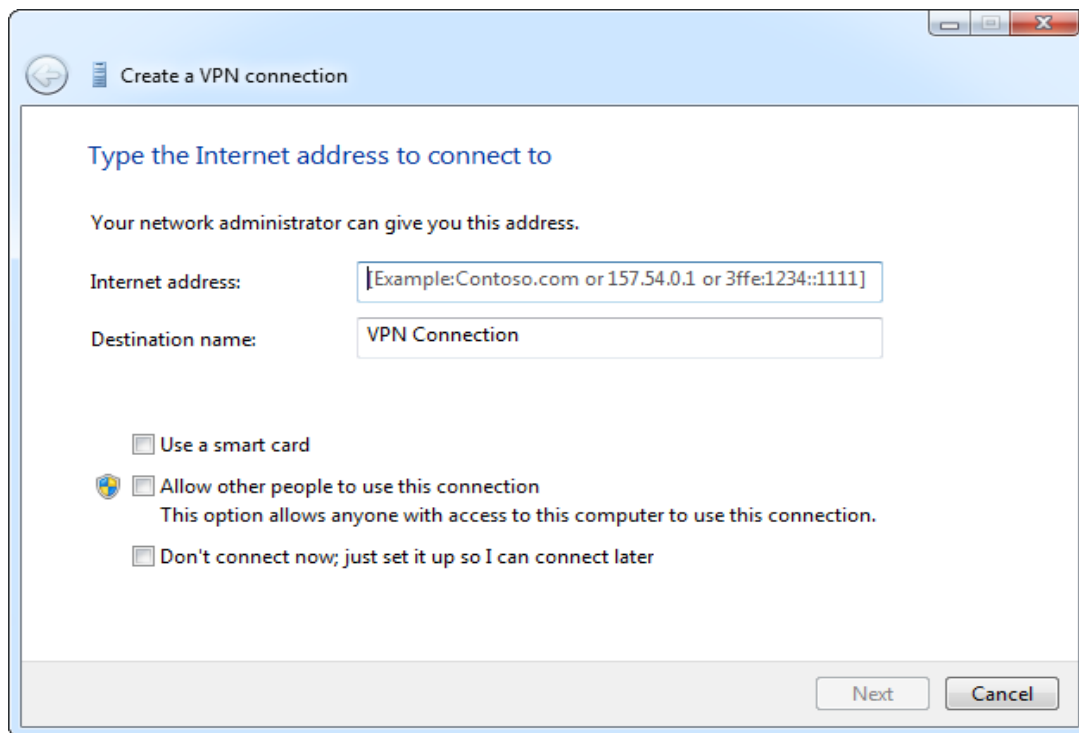 Create a VPN connection
Type the Internet address to connect to
Your network administrator can give you this address.
Internet address: [Example:Contoso.com or 157.54.0.1 or 3ffe:1234::1111]
Destination name: VPN Connection
Use a smart card
Allow other people to use this connection
This option allows anyone with access to this computer to use this connection.
Don't connect now; just set it up so I can connect later
Next Cancel